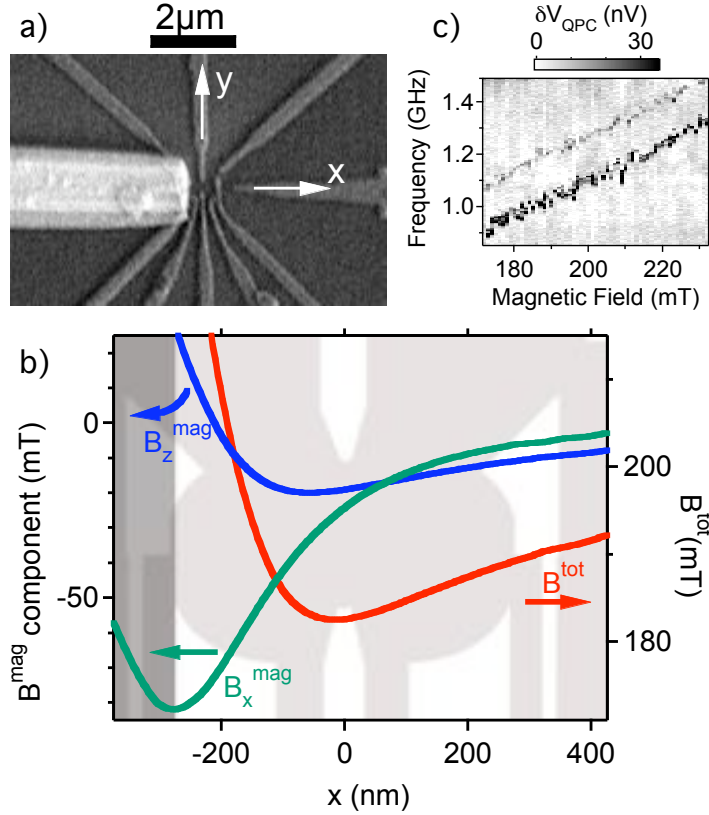 a)
2μm
y
x
c)
δV_QPC (nV)
0 30
Frequency (GHz)
1.4
1.2
1.0
180 200 220
Magnetic Field (mT)
b)
B^mag component (mT)
0
-50
B_z^mag
B_x^mag
B^tot
200
180
B^tot (mT)
-200 0 200 400
x (nm)